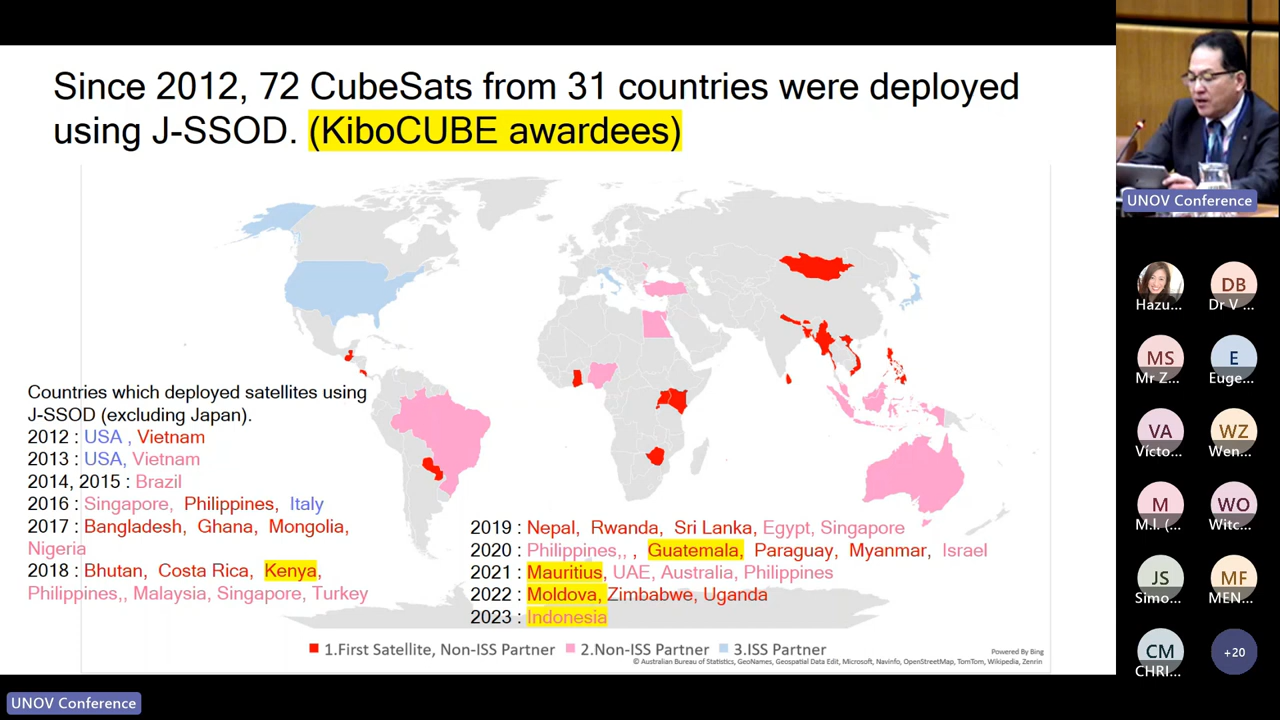 Since 2012, 72 CubeSats from 31 countries were deployed
using J-SSOD. (KiboCUBE awardees)
Countries which deployed satellites using
J-SSOD (excluding Japan).
2012 : USA , Vietnam
2013 : USA, Vietnam
2014, 2015 : Brazil
2016 : Singapore, Philippines, Italy
2017 : Bangladesh, Ghana, Mongolia,
Nigeria
2018 : Bhutan, Costa Rica, Kenya,
Philippines,, Malaysia, Singapore, Turkey
2019 : Nepal, Rwanda, Sri Lanka, Egypt, Singapore
2020 : Philippines,, , Guatemala, Paraguay, Myanmar, Israel
2021 : Mauritius, UAE, Australia, Philippines
2022 : Moldova, Zimbabwe, Uganda
2023 : Indonesia
1.First Satellite, Non-ISS Partner 2.Non-ISS Partner 3.ISS Partner
Powered By Bing
© Australian Bureau of Statistics, GeoNames, Geospatial Data Edit, Microsoft, Navinfo, OpenStreetMap, TomTom, Wikipedia, Zenrin
UNOV Conference
UNOV Conference
Hazu...
DB
Dr V ...
MS
Mr Z...
E
Euge...
VA
Victo...
WZ
Wen...
M
M.I. (...
WO
Witc...
JS
Simo...
MF
MEN...
CM
CHRI...
+20